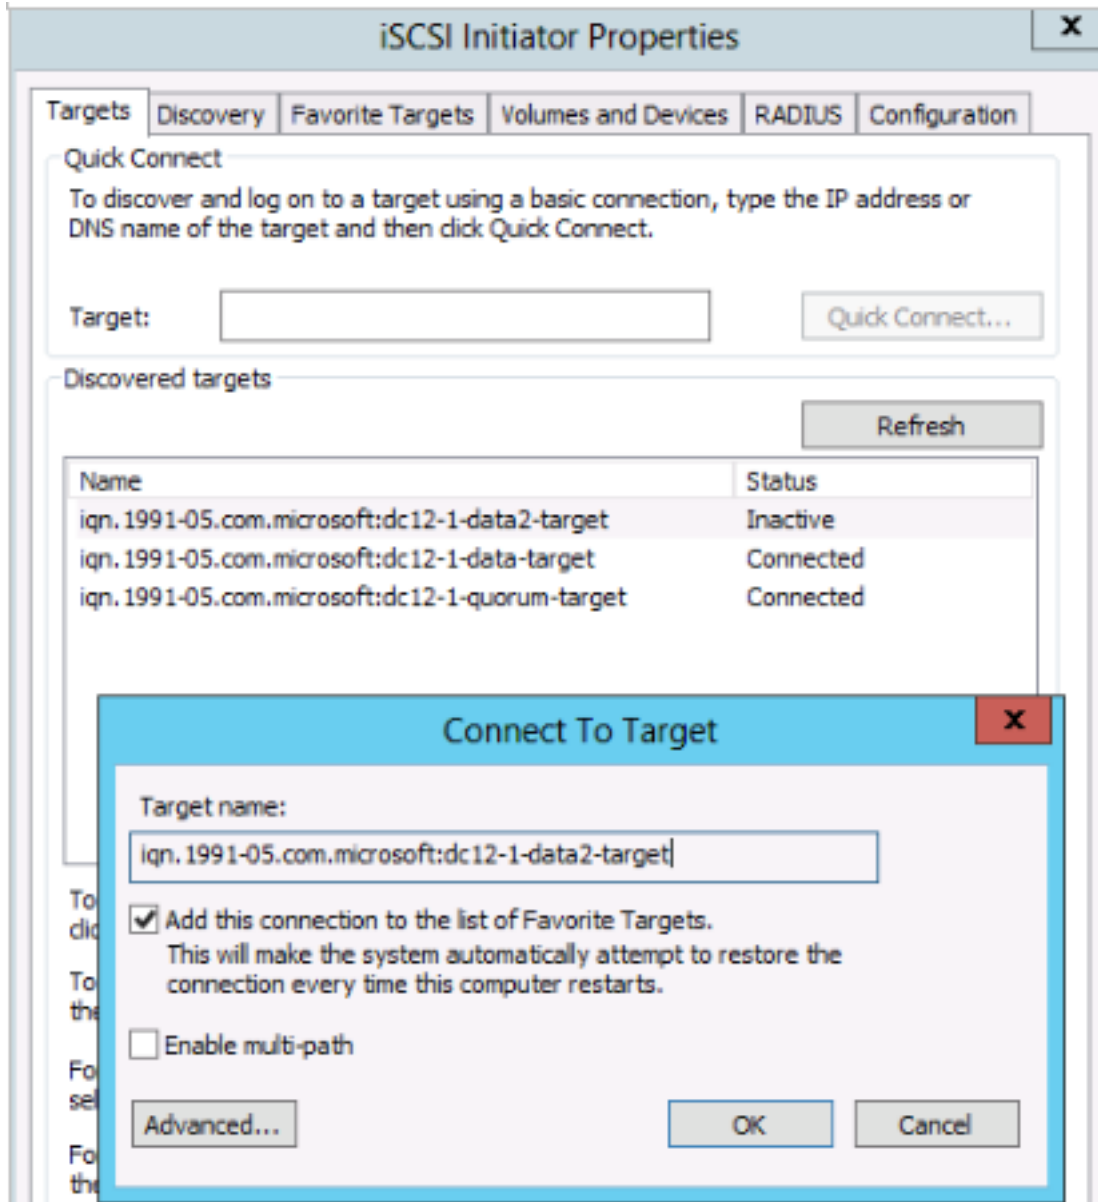 iSCSI Initiator Properties
x
Targets
Discovery
Favorite Targets
Volumes and Devices
RADIUS
Configuration
Quick Connect
To discover and log on to a target using a basic connection, type the IP address or
DNS name of the target and then click Quick Connect.
Target:
Quick Connect...
Discovered targets
Refresh
Name
Status
iqn.1991-05.com.microsoft:dc12-1-data2-target
Inactive
iqn.1991-05.com.microsoft:dc12-1-data-target
Connected
iqn.1991-05.com.microsoft:dc12-1-quorum-target
Connected
Connect To Target
x
Target name:
iqn.1991-05.com.microsoft:dc12-1-data2-target
Add this connection to the list of Favorite Targets.
This will make the system automatically attempt to restore the
connection every time this computer restarts.
Enable multi-path
Advanced...
OK
Cancel
To
To